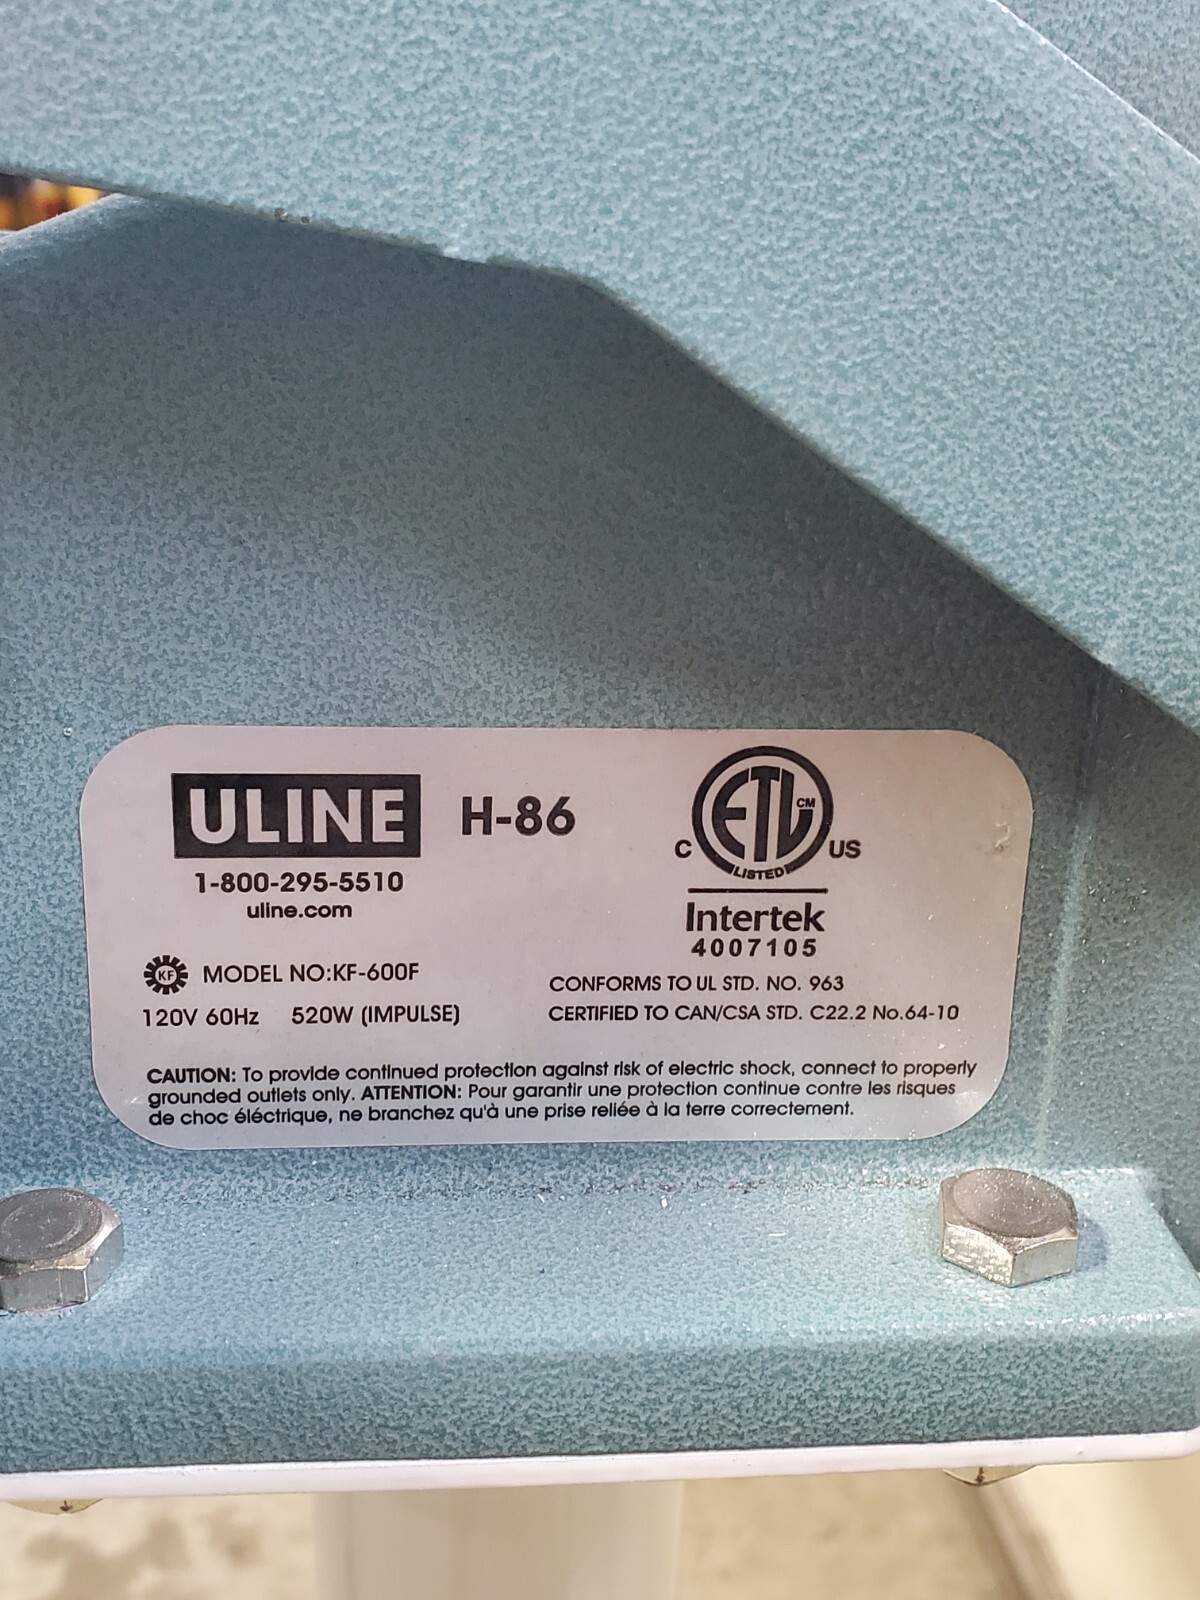 ULINE H-86
1-800-295-5510
uline.com
ETL CM
C US
LISTED
Intertek
4007105
KF MODEL NO:KF-600F
120V 60Hz 520W (IMPULSE)
CONFORMS TO UL STD. NO. 963
CERTIFIED TO CAN/CSA STD. C22.2 No.64-10
CAUTION: To provide continued protection against risk of electric shock, connect to properly
grounded outlets only. ATTENTION: Pour garantir une protection continue contre les risques
de choc éléctrique, ne branchez qu'à une prise reliée à la terre correctement.